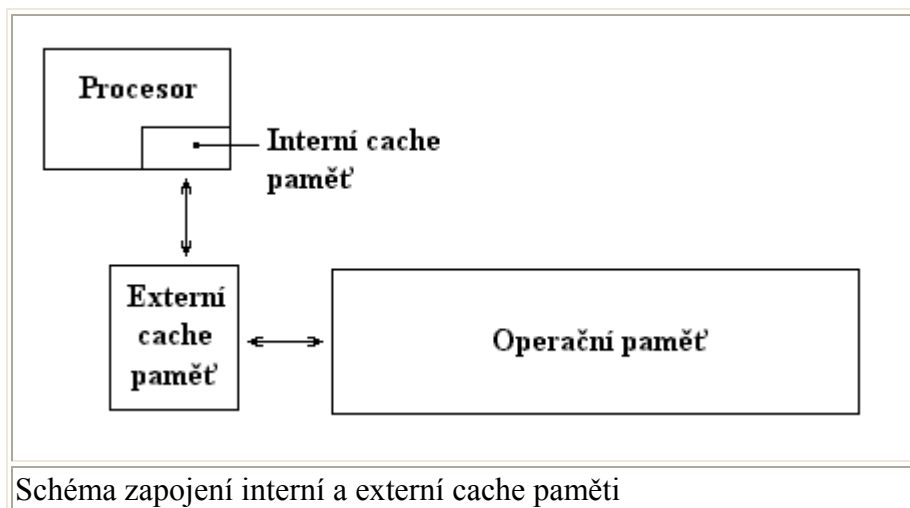 Procesor
Interní cache
paměť
Externí
cache
paměť
Operační paměť
Schéma zapojení interní a externí cache paměti